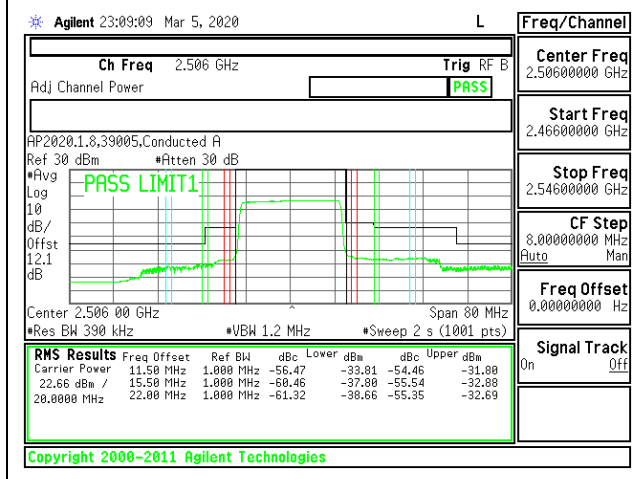 Agilent 23:09:09 Mar 5, 2020 L
Freq/Channel
Ch Freq 2.506 GHz Trig RF B
Adj Channel Power PASS
AP2020.1.8,39005,Conducted A
Ref 30 dBm #Atten 30 dB
#Avg
Log
10
dB/
Offst
12.1
dB
PASS LIMIT1
Center 2.506 00 GHz Span 80 MHz
#Res BW 390 kHz #VBW 1.2 MHz #Sweep 2 s (1001 pts)
RMS Results Freq Offset Ref BW dBc Lower dBm dBc Upper dBm
Carrier Power 11.50 MHz 1.000 MHz -56.47 -33.81 -54.46 -31.80
22.66 dBm / 15.50 MHz 1.000 MHz -60.46 -37.80 -55.54 -32.88
20.0000 MHz 22.00 MHz 1.000 MHz -61.32 -38.66 -55.35 -32.69
Copyright 2000-2011 Agilent Technologies
Center Freq
2.50600000 GHz
Start Freq
2.46600000 GHz
Stop Freq
2.54600000 GHz
CF Step
8.00000000 MHz
Auto Man
Freq Offset
0.00000000 Hz
Signal Track
On Off